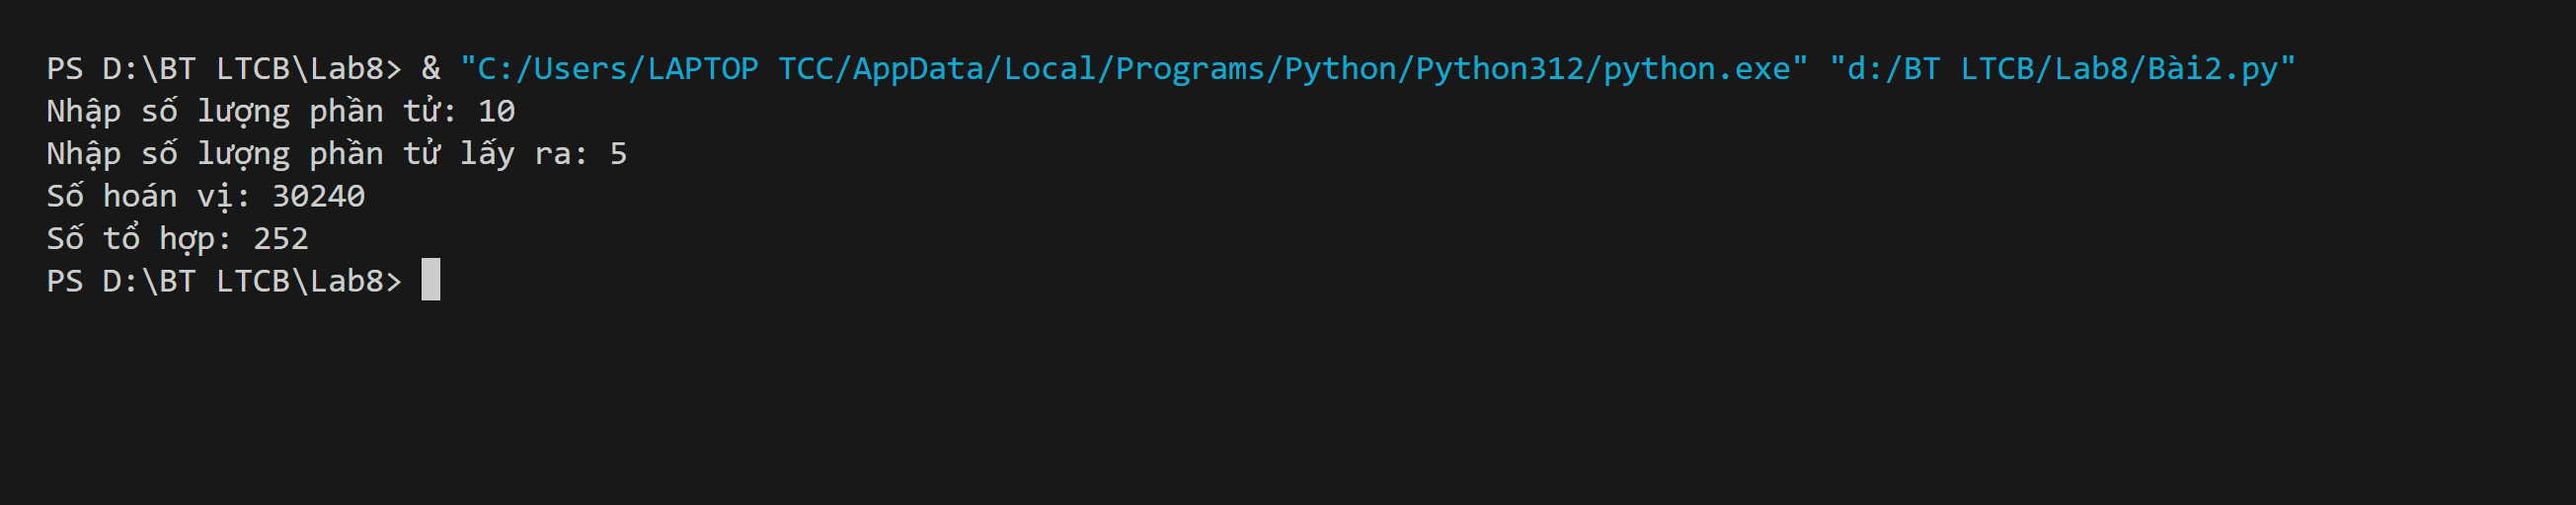 PS D:\BT LTCB\Lab8> & "C:/Users/LAPTOP TCC/AppData/Local/Programs/Python/Python312/python.exe" "d:/BT LTCB/Lab8/Bài2.py"
Nhập số lượng phần tử: 10
Nhập số lượng phần tử lấy ra: 5
Số hoán vị: 30240
Số tổ hợp: 252
PS D:\BT LTCB\Lab8>